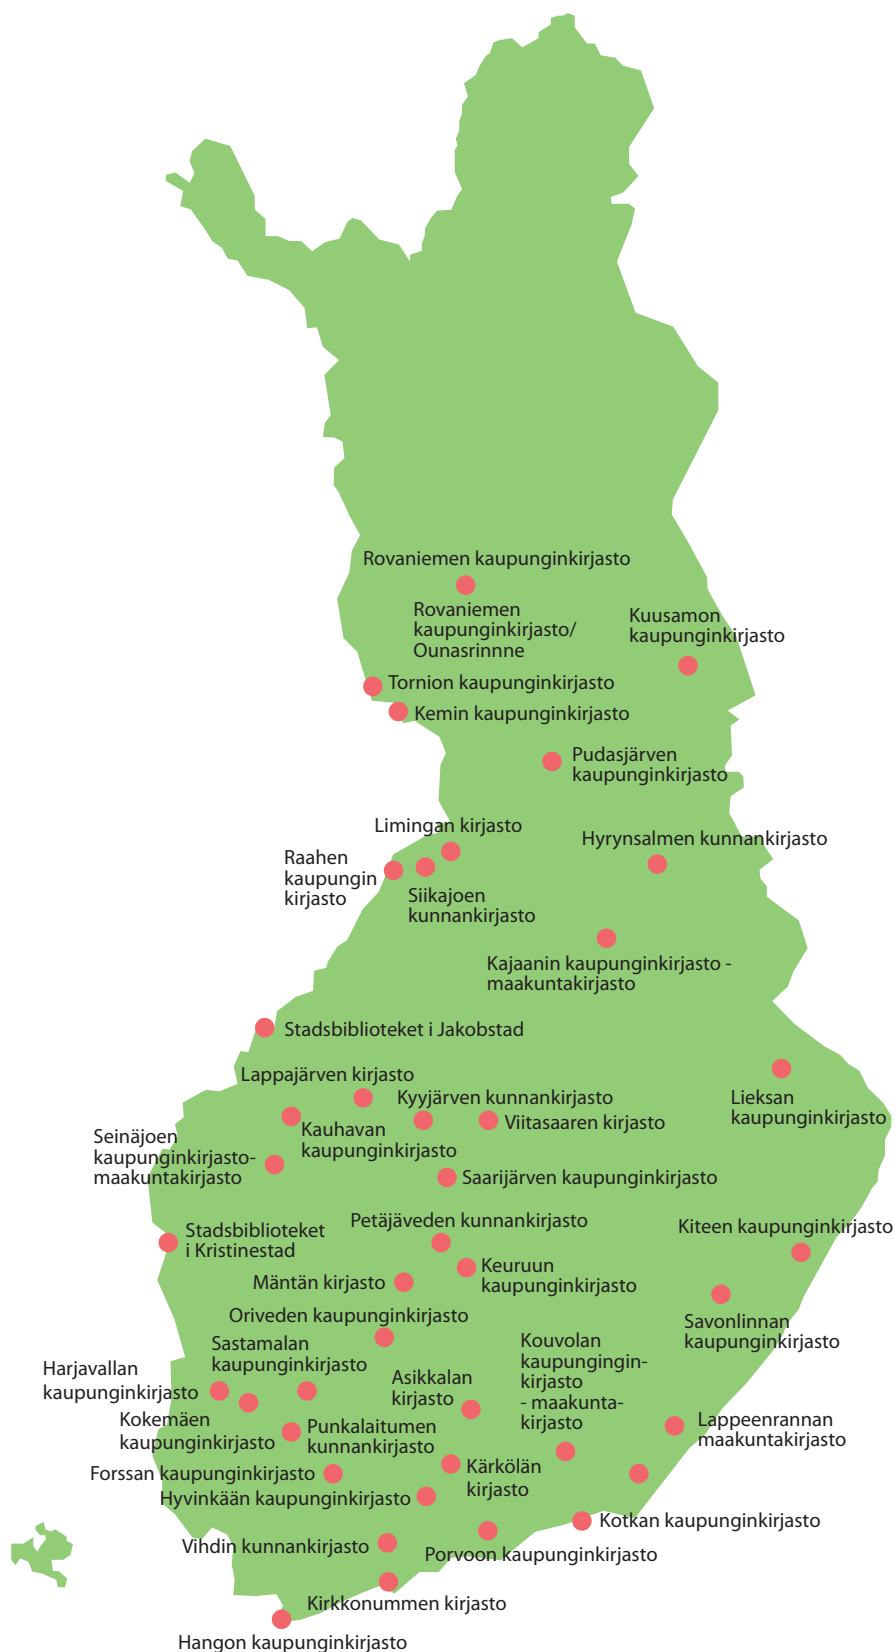 Rovaniemen kaupunginkirjasto
Rovaniemen
kaupunginkirjasto/
Ounasrinnne
Kuusamon
kaupunginkirjasto
Tornion kaupunginkirjasto
Kemin kaupunginkirjasto
Pudasjärven
kaupunginkirjasto
Limingan kirjasto
Hyrynsalmen kunnankirjasto
Raahen
kaupungin
kirjasto
Siikajoen
kunnankirjasto
Kajaanin kaupunginkirjasto -
maakuntakirjasto
Stadsbiblioteket i Jakobstad
Lappajärven kirjasto
Kyyjärven kunnankirjasto
Lieksan
kaupunginkirjasto
Viitasaaren kirjasto
Kauhavan
kaupunginkirjasto
Seinäjoen
kaupunginkirjasto-
maakuntakirjasto
Saarijärven kaupunginkirjasto
Petäjäveden kunnankirjasto
Stadsbiblioteket
i Kristinestad
Kiteen kaupunginkirjasto
Keuruun
kaupunginkirjasto
Mäntän kirjasto
Oriveden kaupunginkirjasto
Savonlinnan
kaupunginkirjasto
Sastamalan
kaupunginkirjasto
Kouvolan
kaupungingin-
kirjasto
- maakunta-
kirjasto
Harjavallan
kaupunginkirjasto
Asikkalan
kirjasto
Kokemäen
kaupunginkirjasto
Punkalaitumen
kunnankirjasto
Lappeenrannan
maakuntakirjasto
Forssan kaupunginkirjasto
Kärkölän
kirjasto
Hyvinkään kaupunginkirjasto
Kotkan kaupunginkirjasto
Vihdin kunnankirjasto
Porvoon kaupunginkirjasto
Kirkkonummen kirjasto
Hangon kaupunginkirjasto